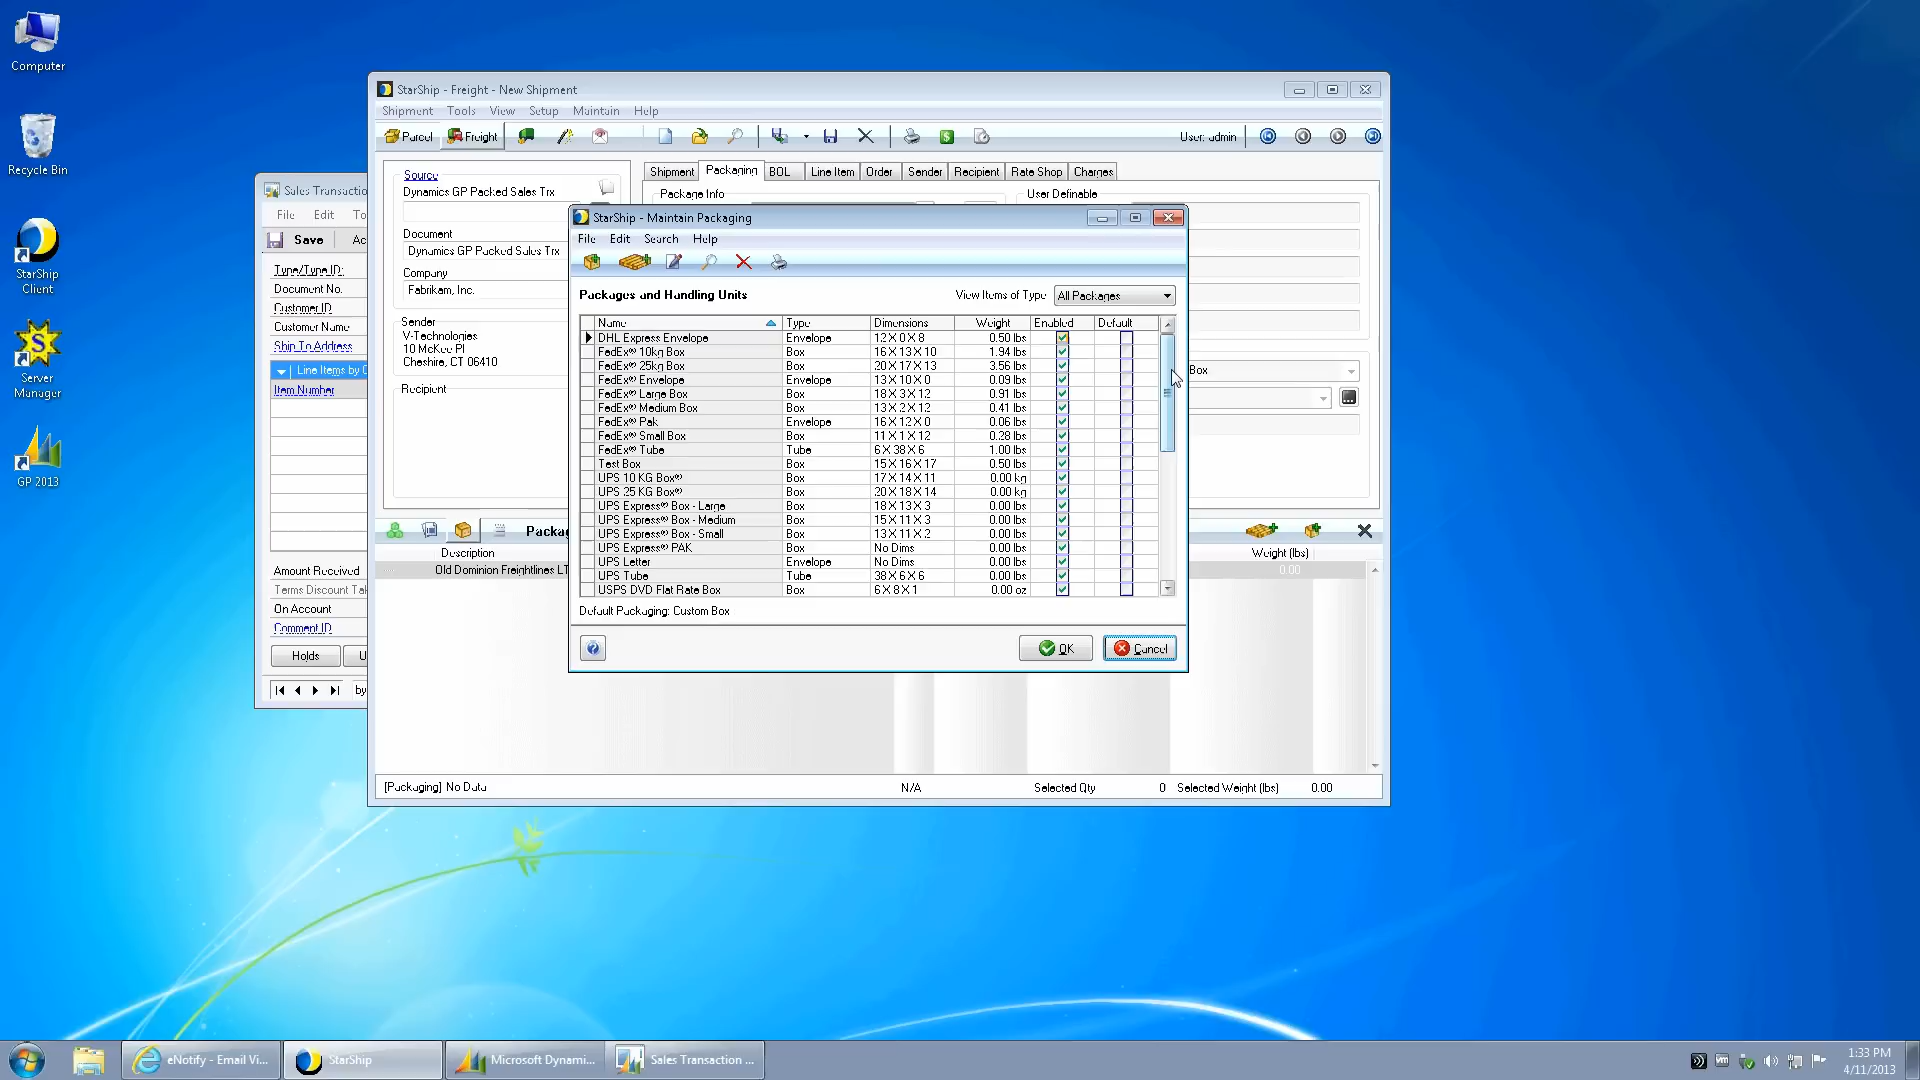 Computer
Recycle Bin
StarShip
Client
Server
Manager
GP 2013
Sales Transactio
File Edit To
Save Ac
Type/Type ID:
Document No.
Customer ID
Customer Name
Ship To Address
Line Items by O
Item Number
Amount Received
Terms Discount Tak
On Account
Comment ID
Holds U
by
StarShip - Freight - New Shipment
Shipment Tools View Setup Maintain Help
Parcel Freight User: admin
Source
Dynamics GP Packed Sales Trx
Document
Dynamics GP Packed Sales Trx
Company
Fabrikam, Inc.
Sender
V-Technologies
10 McKee Pl
Cheshire, CT 06410
Recipient
Shipment Packaging BOL Line Item Order Sender Recipient Rate Shop Charges
Package Info User Definable
Box
StarShip - Maintain Packaging
File Edit Search Help
Packages and Handling Units View Items of Type All Packages
Name Type Dimensions Weight Enabled Default
DHL Express Envelope Envelope 12 X 0 X 8 0.50 lbs
FedEx® 10kg Box Box 16 X 13 X 10 1.94 lbs
FedEx® 25kg Box Box 20 X 17 X 13 3.56 lbs
FedEx® Envelope Envelope 13 X 10 X 0 0.09 lbs
FedEx® Large Box Box 18 X 3 X 12 0.91 lbs
FedEx® Medium Box Box 13 X 2 X 12 0.41 lbs
FedEx® Pak Envelope 16 X 12 X 0 0.06 lbs
FedEx® Small Box Box 11 X 1 X 12 0.28 lbs
FedEx® Tube Tube 6 X 38 X 6 1.00 lbs
Test Box Box 15 X 16 X 17 0.50 lbs
UPS 10 KG Box® Box 17 X 14 X 11 0.00 kg
UPS 25 KG Box® Box 20 X 18 X 14 0.00 kg
UPS Express® Box - Large Box 18 X 13 X 3 0.00 lbs
UPS Express® Box - Medium Box 15 X 11 X 3 0.00 lbs
UPS Express® Box - Small Box 13 X 11 X 2 0.00 lbs
UPS Express® PAK Box No Dims 0.00 lbs
UPS Letter Envelope No Dims 0.00 lbs
UPS Tube Tube 38 X 6 X 6 0.00 lbs
USPS DVD Flat Rate Box Box 6 X 8 X 1 0.00 oz
Default Packaging: Custom Box
OK Cancel
Packag
Description Weight (lbs)
Old Dominion Freightlines LT 0.00
[Packaging] No Data N/A Selected Qty 0 Selected Weight (lbs) 0.00
eNotify - Email Vi... StarShip Microsoft Dynami... Sales Transaction ...
1:33 PM
4/11/2013